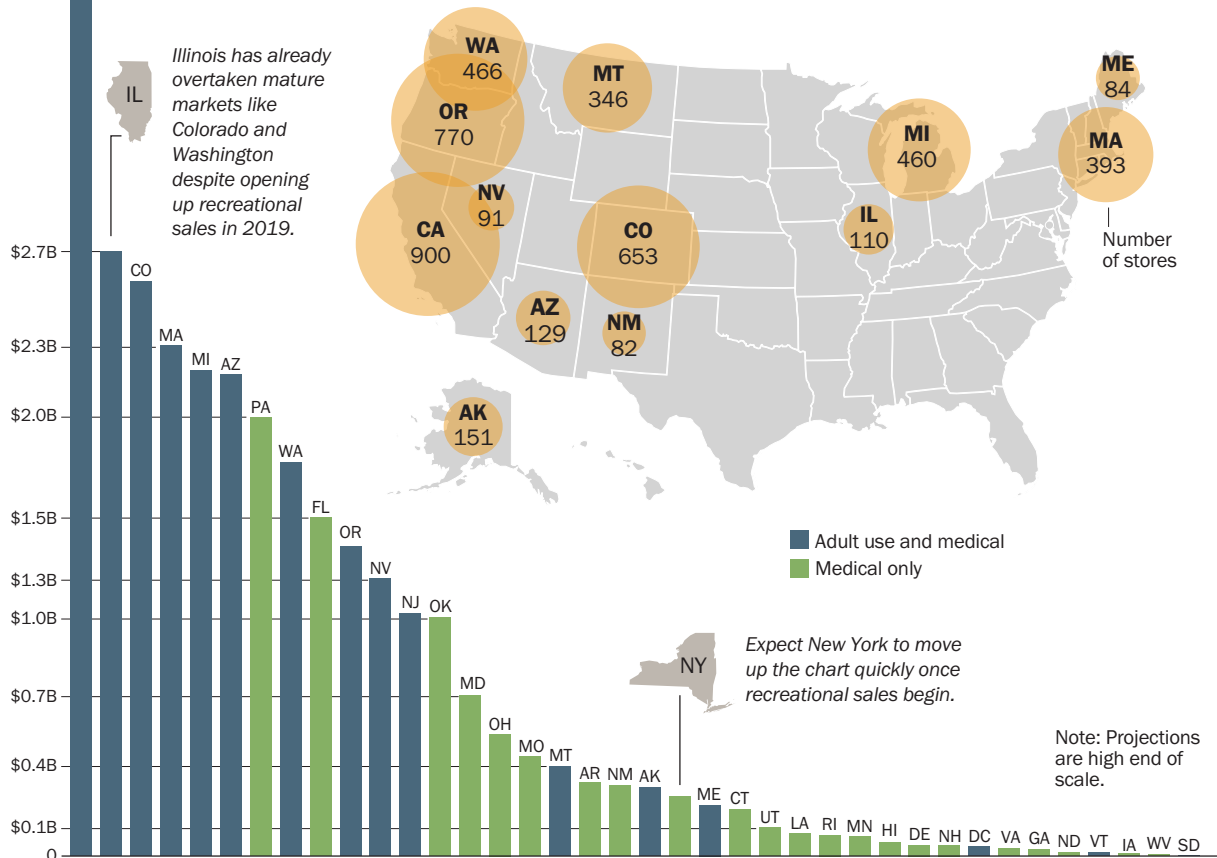 IL
Illinois has already
overtaken mature
markets like
Colorado and
Washington
despite opening
up recreational
sales in 2019.
WA
466
OR
770
MT
346
ME
84
MI
460
MA
393
NV
91
CA
900
CO
653
IL
110
AZ
129
NM
82
AK
151
Number
of stores
Adult use and medical
Medical only
NY
Expect New York to move
up the chart quickly once
recreational sales begin.
Note: Projections
are high end of
scale.
$2.7B
$2.3B
$2.0B
$1.5B
$1.3B
$1.0B
$0.7B
$0.4B
$0.1B
0
CO
MA
MI
AZ
PA
WA
FL
OR
NV
NJ
OK
MD
OH
MO
MT
AR
NM
AK
ME
CT
UT
LA
RI
MN
HI
DE
NH
DC
VA
GA
ND
VT
IA
WV
SD